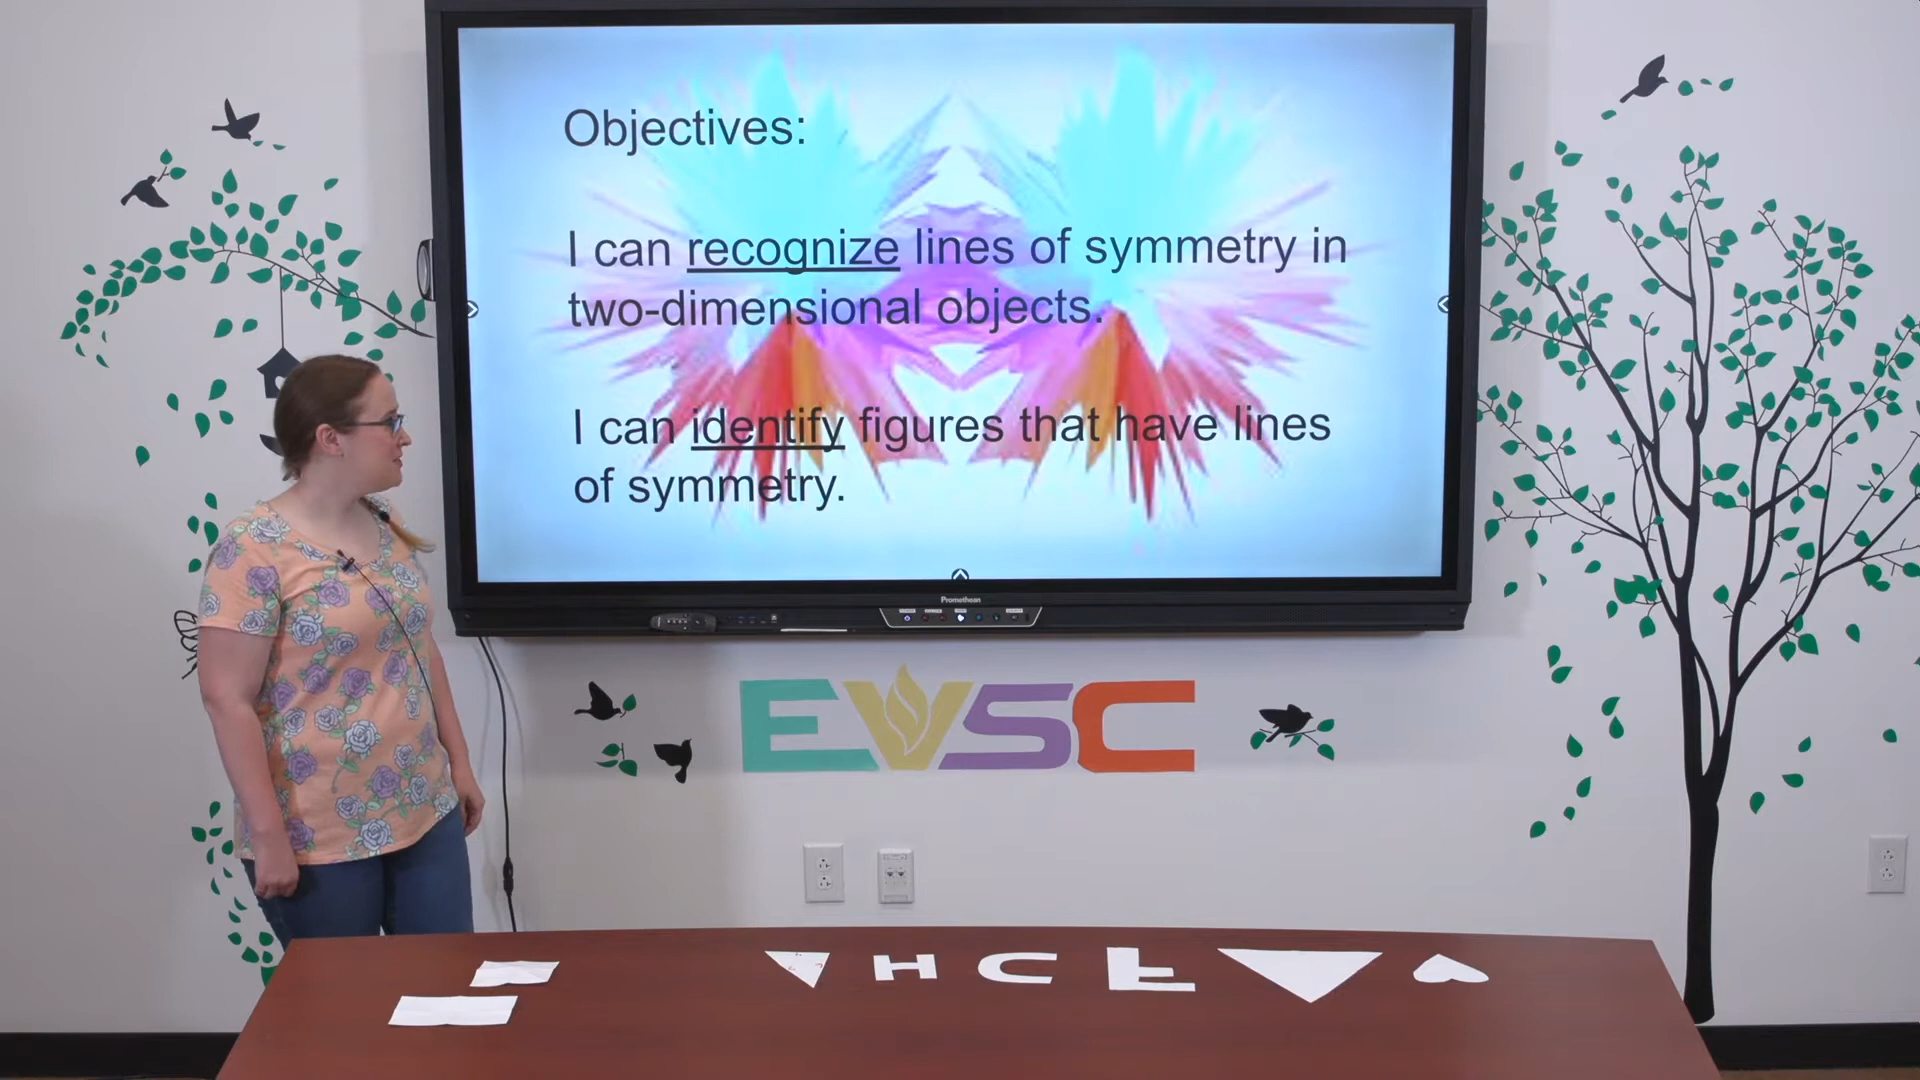 Objectives:
I can recognize lines of symmetry in
two-dimensional objects.
I can identify figures that have lines
of symmetry.
Promethean
EVSC
H C E